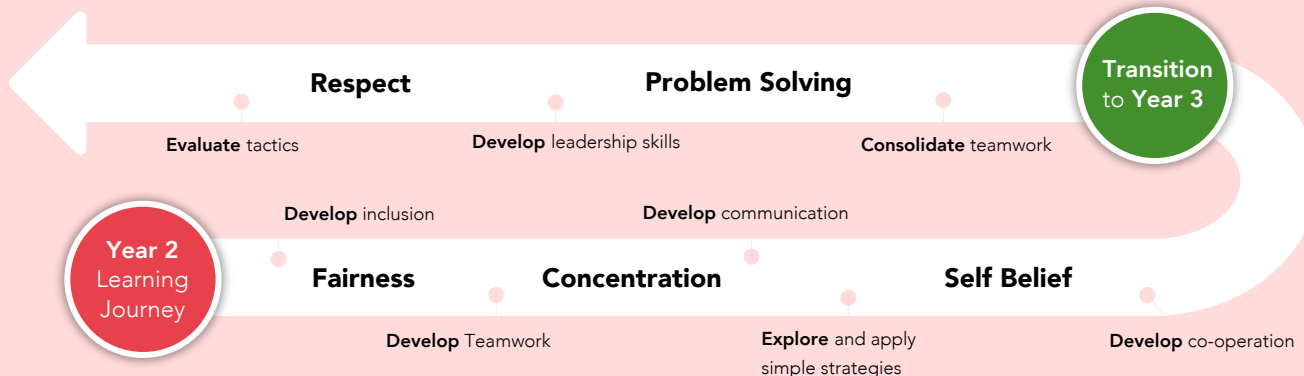 Respect
Problem Solving
Transition
to Year 3
Evaluate tactics
Develop leadership skills
Consolidate teamwork
Develop inclusion
Develop communication
Year 2
Learning
Journey
Fairness
Concentration
Self Belief
Develop Teamwork
Explore and apply
simple strategies
Develop co-operation